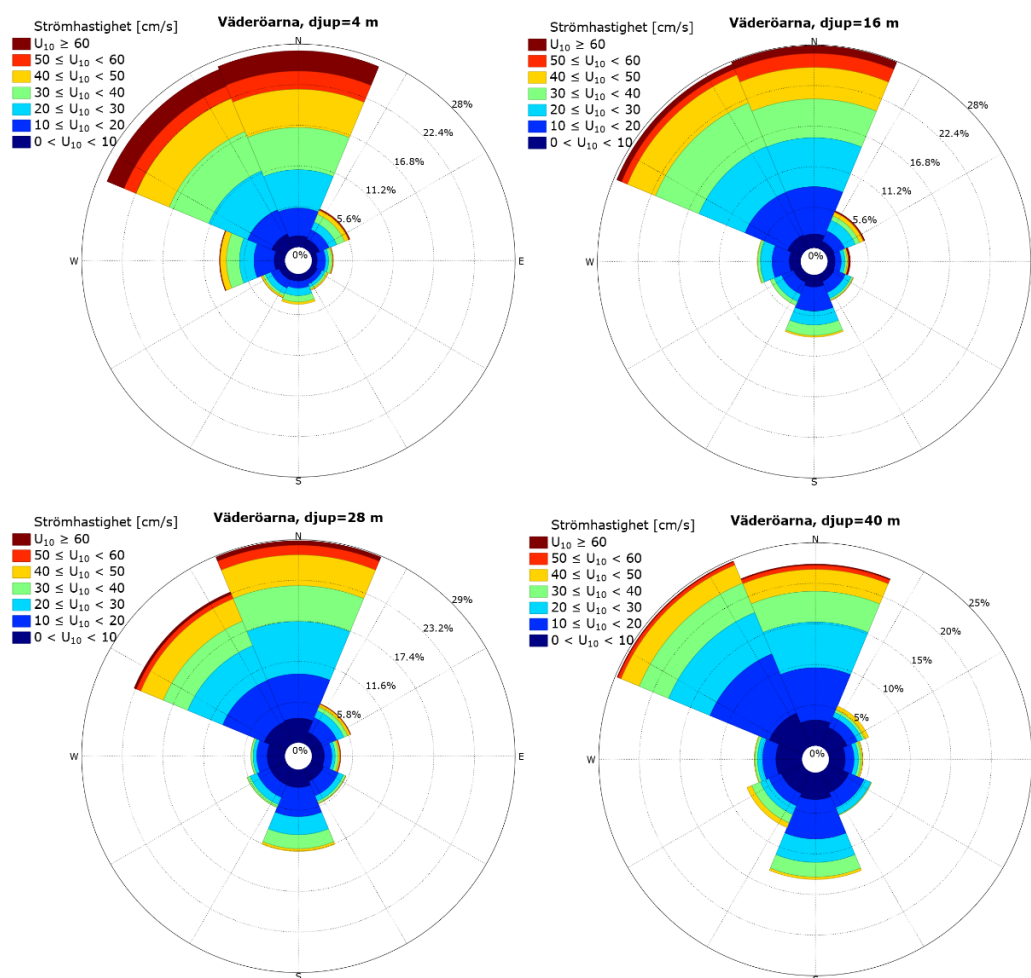 Väderöarna, djup=4 m
Strömhastighet [cm/s]
U10 ≥ 60
50 ≤ U10 < 60
40 ≤ U10 < 50
30 ≤ U10 < 40
20 ≤ U10 < 30
10 ≤ U10 < 20
0 < U10 < 10
N
28%
22.4%
16.8%
11.2%
5.6%
0%
W
E
S
Väderöarna, djup=16 m
Strömhastighet [cm/s]
U10 ≥ 60
50 ≤ U10 < 60
40 ≤ U10 < 50
30 ≤ U10 < 40
20 ≤ U10 < 30
10 ≤ U10 < 20
0 < U10 < 10
N
28%
22.4%
16.8%
11.2%
5.6%
0%
W
E
S
Väderöarna, djup=28 m
Strömhastighet [cm/s]
U10 ≥ 60
50 ≤ U10 < 60
40 ≤ U10 < 50
30 ≤ U10 < 40
20 ≤ U10 < 30
10 ≤ U10 < 20
0 < U10 < 10
N
29%
23.2%
17.4%
11.6%
5.8%
0%
W
E
S
Väderöarna, djup=40 m
Strömhastighet [cm/s]
U10 ≥ 60
50 ≤ U10 < 60
40 ≤ U10 < 50
30 ≤ U10 < 40
20 ≤ U10 < 30
10 ≤ U10 < 20
0 < U10 < 10
N
25%
20%
15%
10%
5%
0%
W
E
S